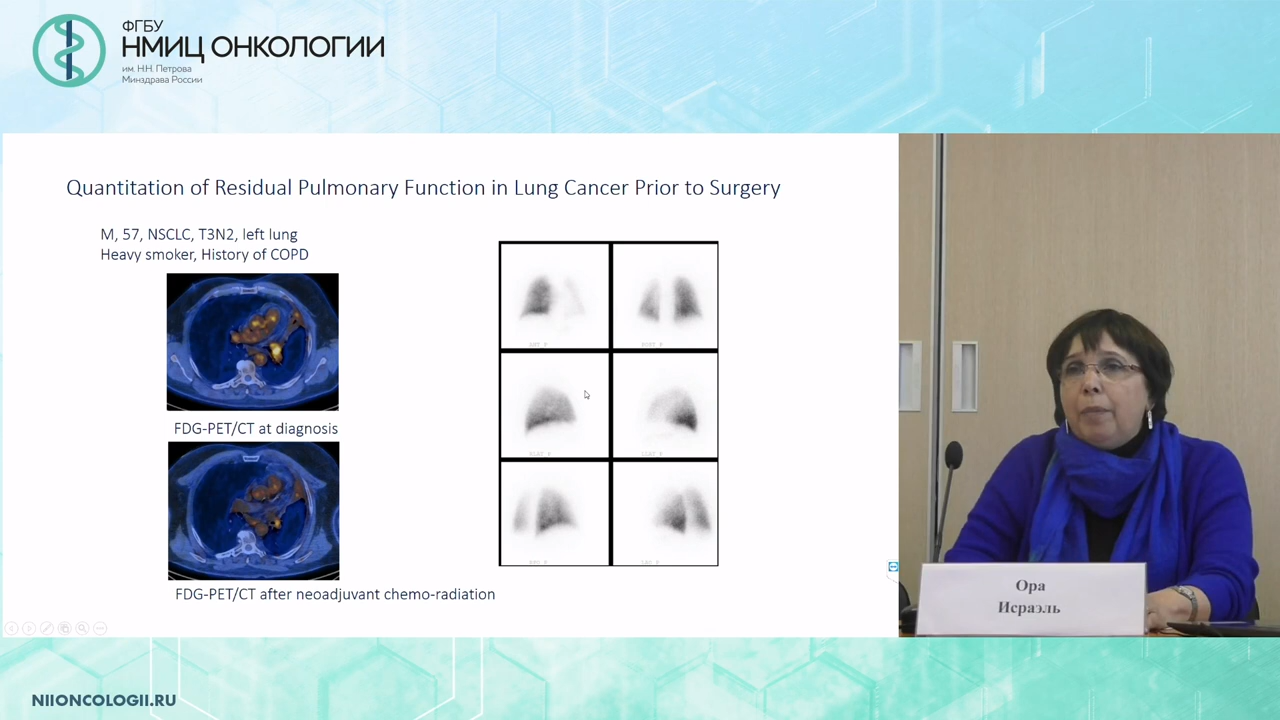 ФГБУ
НМИЦ ОНКОЛОГИИ
им. Н.Н. Петрова
Минздрава России
Quantitation of Residual Pulmonary Function in Lung Cancer Prior to Surgery
M, 57, NSCLC, T3N2, left lung
Heavy smoker, History of COPD
FDG-PET/CT at diagnosis
FDG-PET/CT after neoadjuvant chemo-radiation
Ора
Исраэль
NIIONCOLOGII.RU